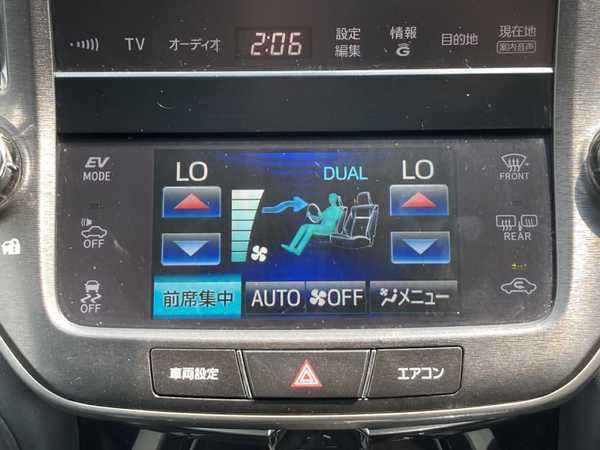 TV
オーディオ
2:06
設定
編集
情報
G
目的地
現在地
案内音声
EV
MODE
LO
DUAL
LO
FRONT
OFF
REAR
OFF
前席集中
AUTO
OFF
メニュー
車両設定
エアコン